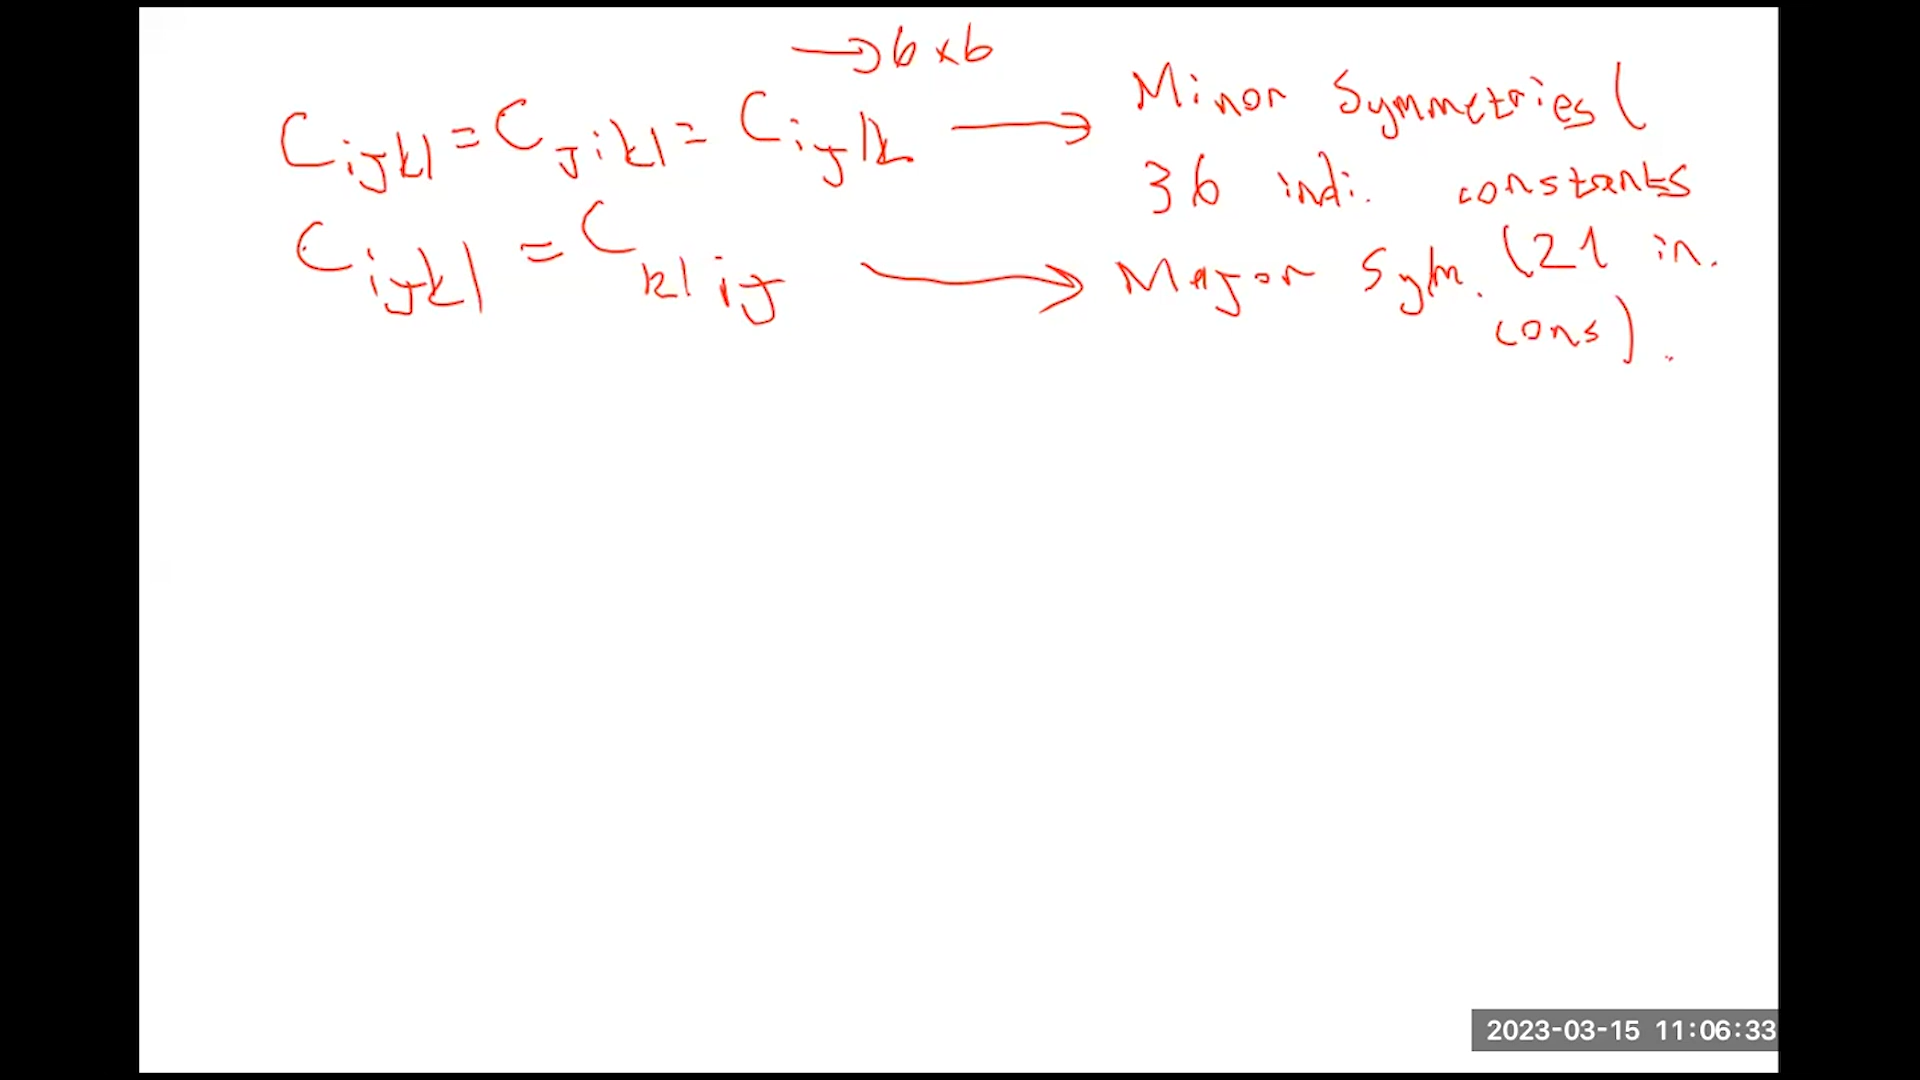 → 6 x 6
Cijkl = Cjikl = Cijlk → Minor Symmetries (
36 indi. constants
Cijkl = Cklij → Major Sym. (21 in.
cons).
2023-03-15 11:06:33